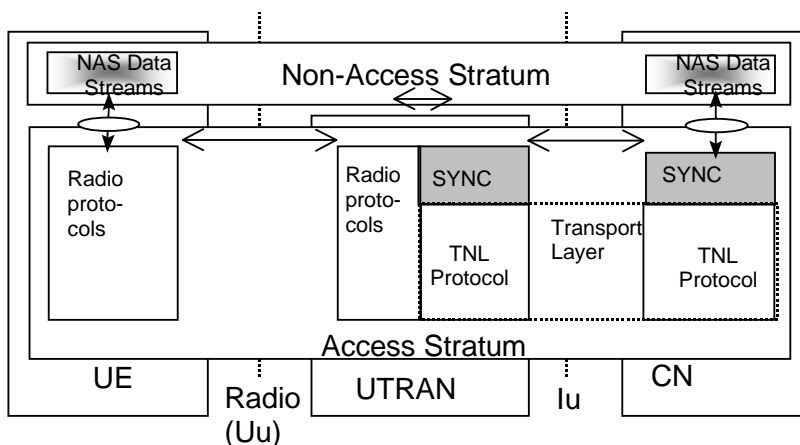 NAS Data
Streams
Non-Access Stratum
NAS Data
Streams
Radio
proto-
cols
Radio
proto-
cols
SYNC
TNL
Protocol
Transport
Layer
SYNC
TNL
Protocol
Access Stratum
UE
Radio
(Uu)
UTRAN
Iu
CN